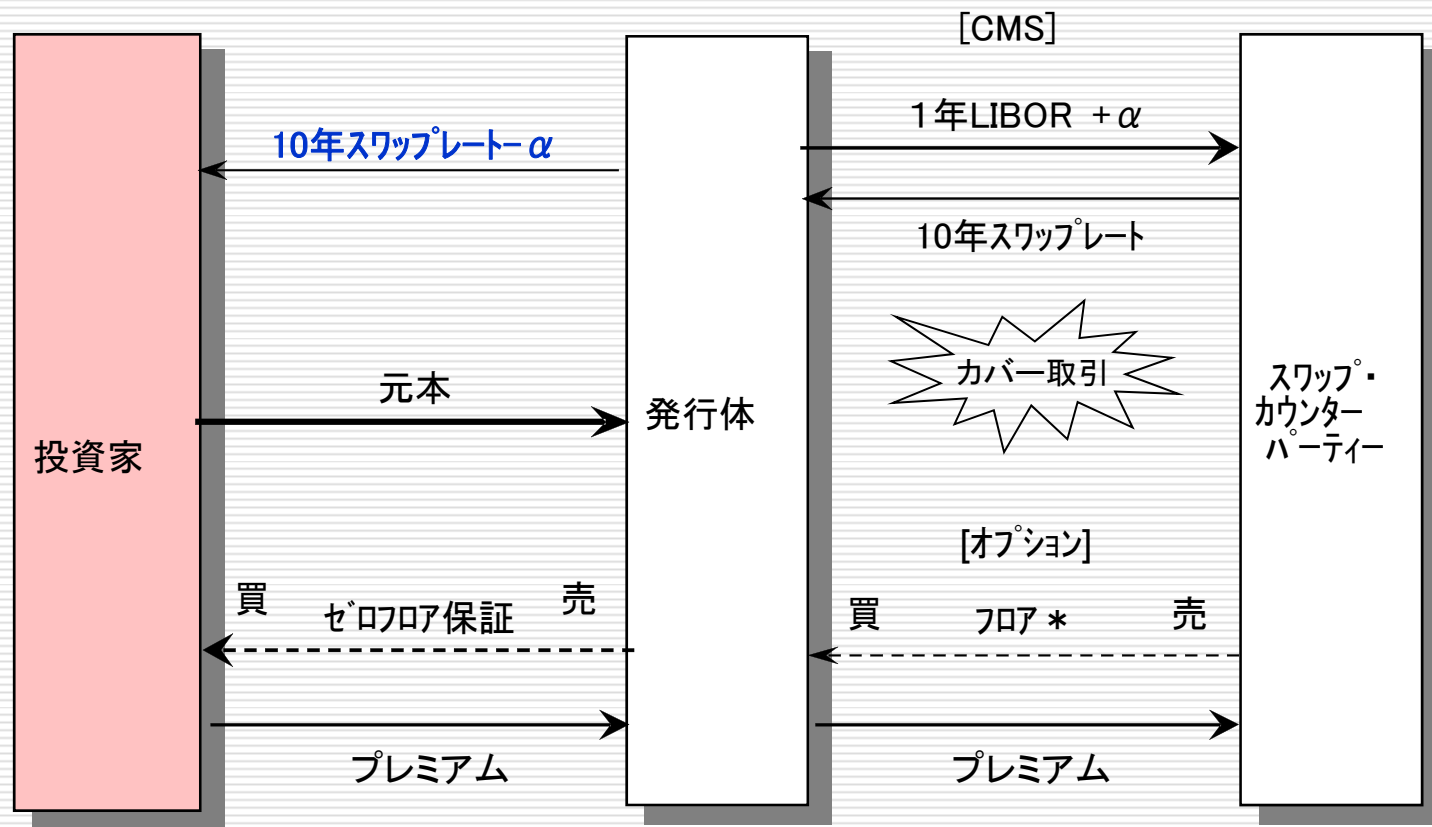 [CMS]
1年LIBOR +α
10年スワップレート-α
10年スワップレート
カバー取引
元本
投資家
発行体
スワップ・
カウンター
パーティー
[オプション]
買
ゼロフロア保証
売
買
フロア*
売
プレミアム
プレミアム